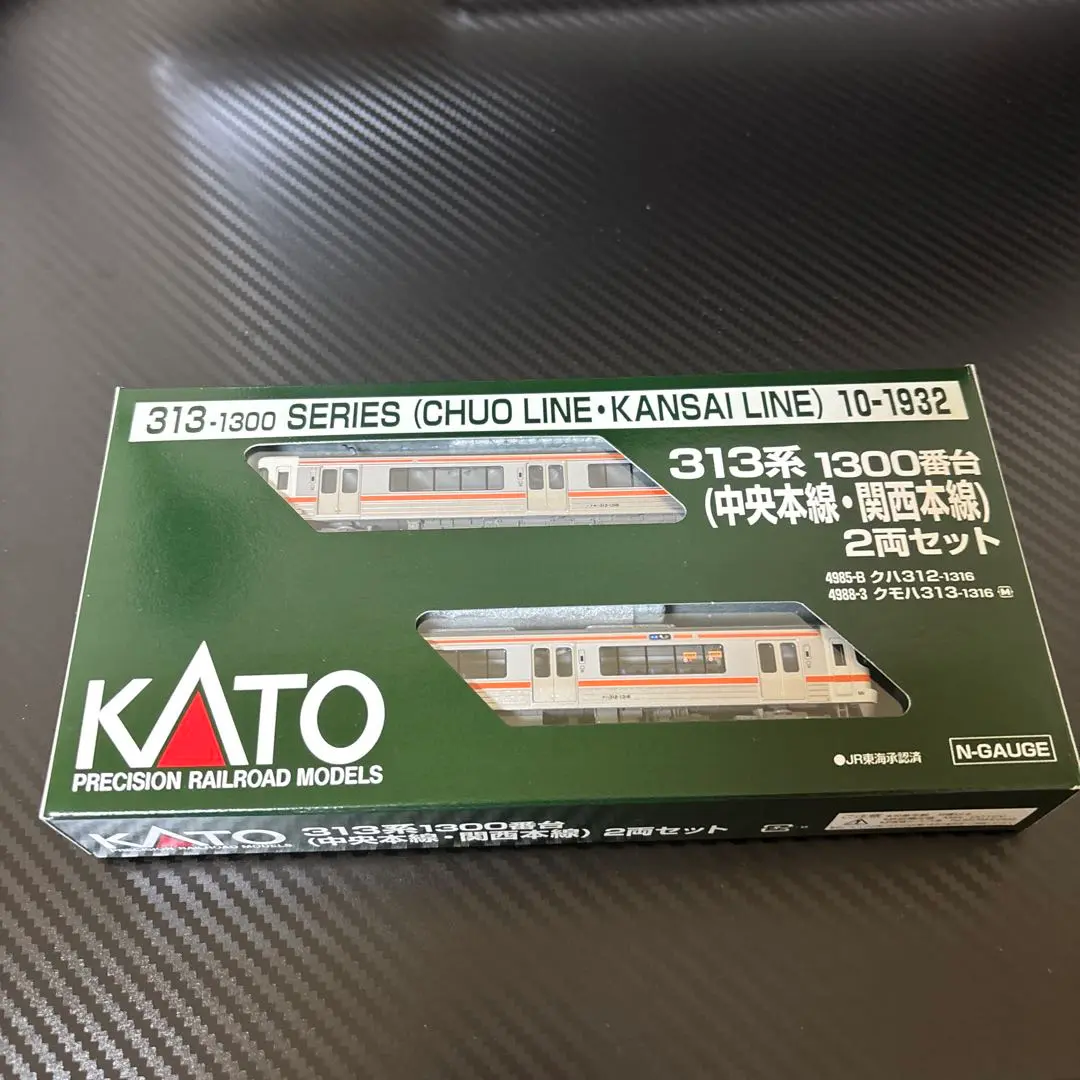 313-1300 SERIES (CHUO LINE・KANSAI LINE) 10-1932
313系 1300番台
(中央本線・関西本線)
2両セット
4985-B クハ312-1316
4988-3 クモハ313-1316 M
KATO
PRECISION RAILROAD MODELS
●JR東海承認済
N-GAUGE
KATO
PRECISION RAILROAD MODELS
313系1300番台
(中央本線・関西本線) 2両セット